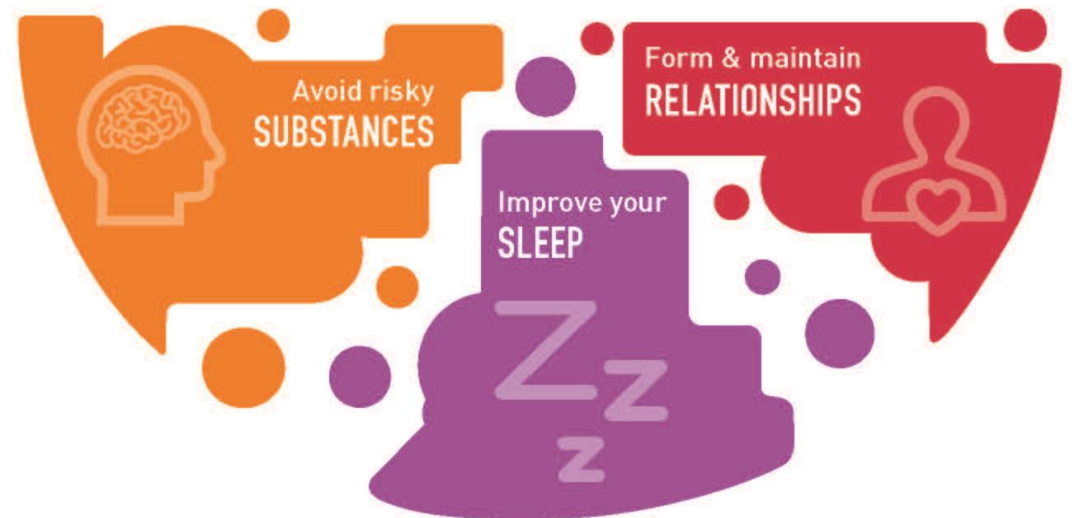 Avoid risky
SUBSTANCES
Form & maintain
RELATIONSHIPS
Improve your
SLEEP
Z
z
z